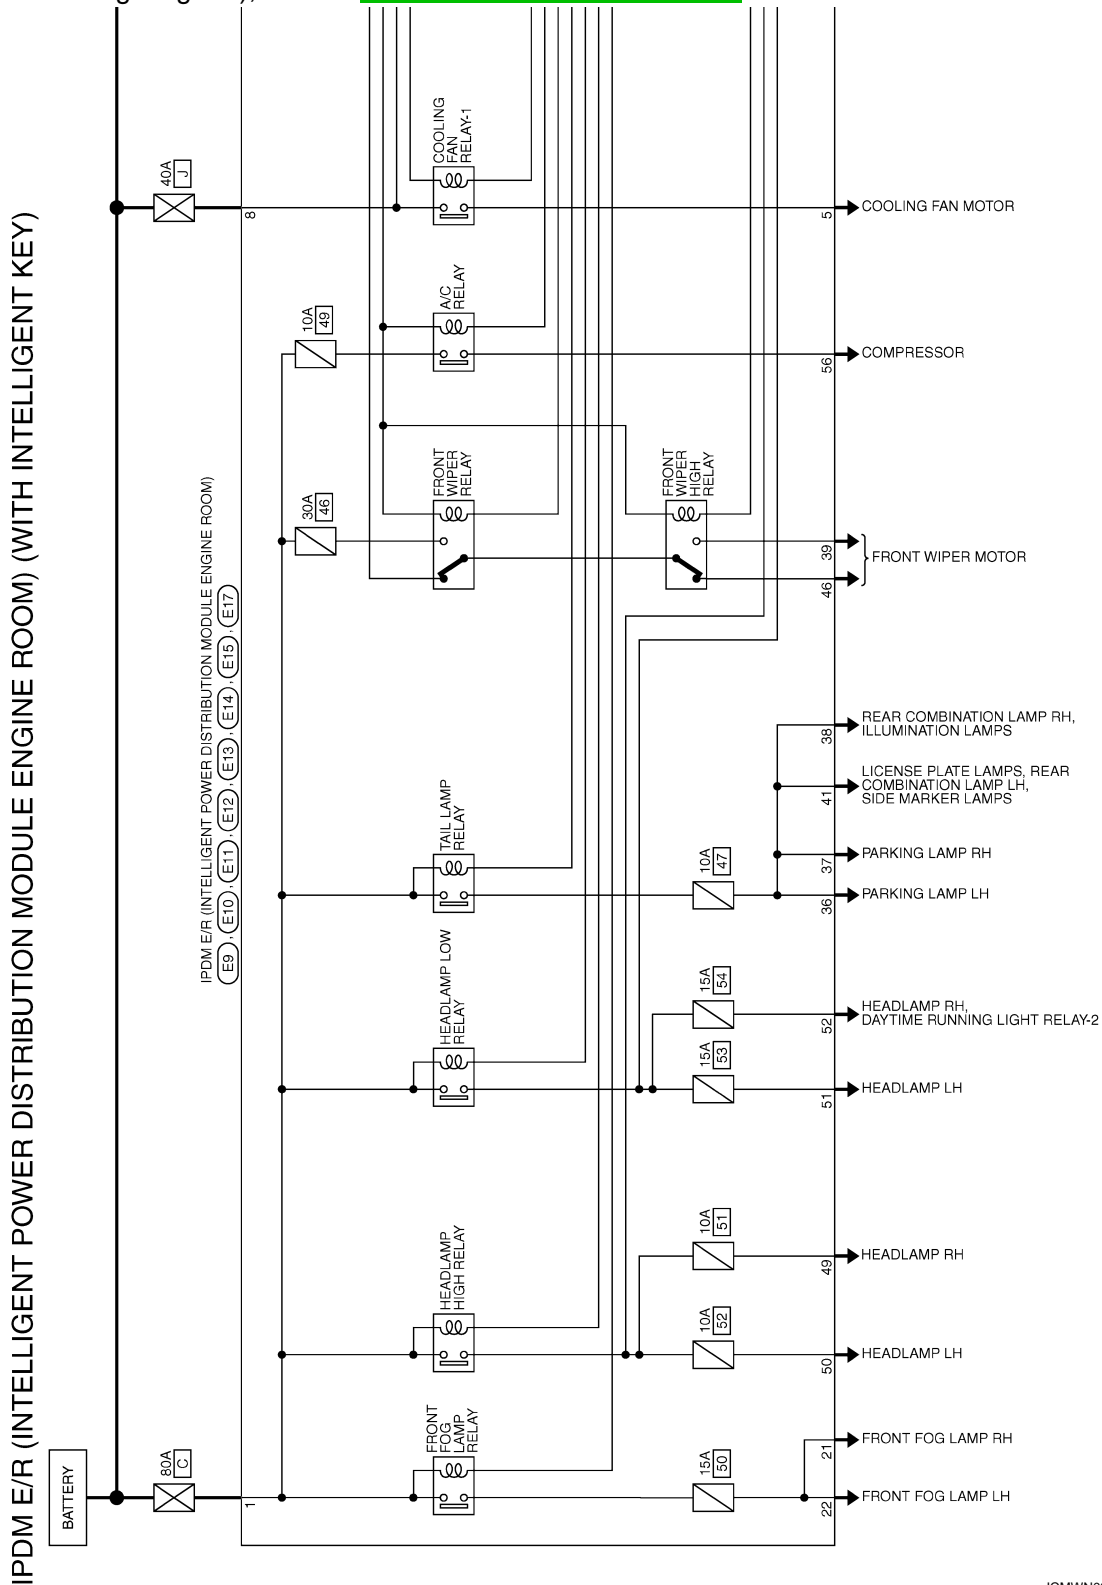 IPDM E/R (INTELLIGENT POWER DISTRIBUTION MODULE ENGINE ROOM) (WITH INTELLIGENT KEY)
BATTERY
80A
C
40A
J
IPDM E/R (INTELLIGENT POWER DISTRIBUTION MODULE ENGINE ROOM)
E9 , E10 , E11 , E12 , E13 , E14 , E15 , E17
1
8
COOLING
FAN
RELAY-1
5
COOLING FAN MOTOR
10A
49
A/C
RELAY
56
COMPRESSOR
30A
46
FRONT
WIPER
RELAY
FRONT
WIPER
HIGH
RELAY
39
46
FRONT WIPER MOTOR
38
REAR COMBINATION LAMP RH,
ILLUMINATION LAMPS
41
LICENSE PLATE LAMPS, REAR
COMBINATION LAMP LH,
SIDE MARKER LAMPS
TAIL LAMP
RELAY
10A
47
37
PARKING LAMP RH
36
PARKING LAMP LH
HEADLAMP LOW
RELAY
15A
54
52
HEADLAMP RH,
DAYTIME RUNNING LIGHT RELAY-2
15A
53
51
HEADLAMP LH
HEADLAMP
HIGH RELAY
10A
51
49
HEADLAMP RH
10A
52
50
HEADLAMP LH
FRONT
FOG
LAMP
RELAY
15A
50
21
FRONT FOG LAMP RH
22
FRONT FOG LAMP LH